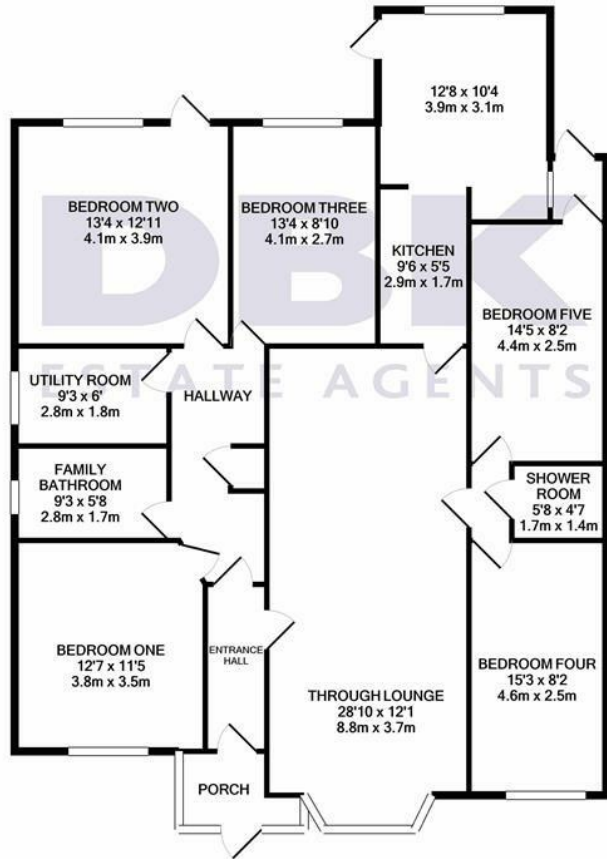 12'8 x 10'4
3.9m x 3.1m
BEDROOM TWO
13'4 x 12'11
4.1m x 3.9m
BEDROOM THREE
13'4 x 8'10
4.1m x 2.7m
KITCHEN
9'6 x 5'5
2.9m x 1.7m
BEDROOM FIVE
14'5 x 8'2
4.4m x 2.5m
DBK
ESTATE AGENTS
UTILITY ROOM
9'3 x 6'
2.8m x 1.8m
HALLWAY
FAMILY
BATHROOM
9'3 x 5'8
2.8m x 1.7m
SHOWER
ROOM
5'8 x 4'7
1.7m x 1.4m
BEDROOM ONE
12'7 x 11'5
3.8m x 3.5m
ENTRANCE
HALL
THROUGH LOUNGE
28'10 x 12'1
8.8m x 3.7m
BEDROOM FOUR
15'3 x 8'2
4.6m x 2.5m
PORCH